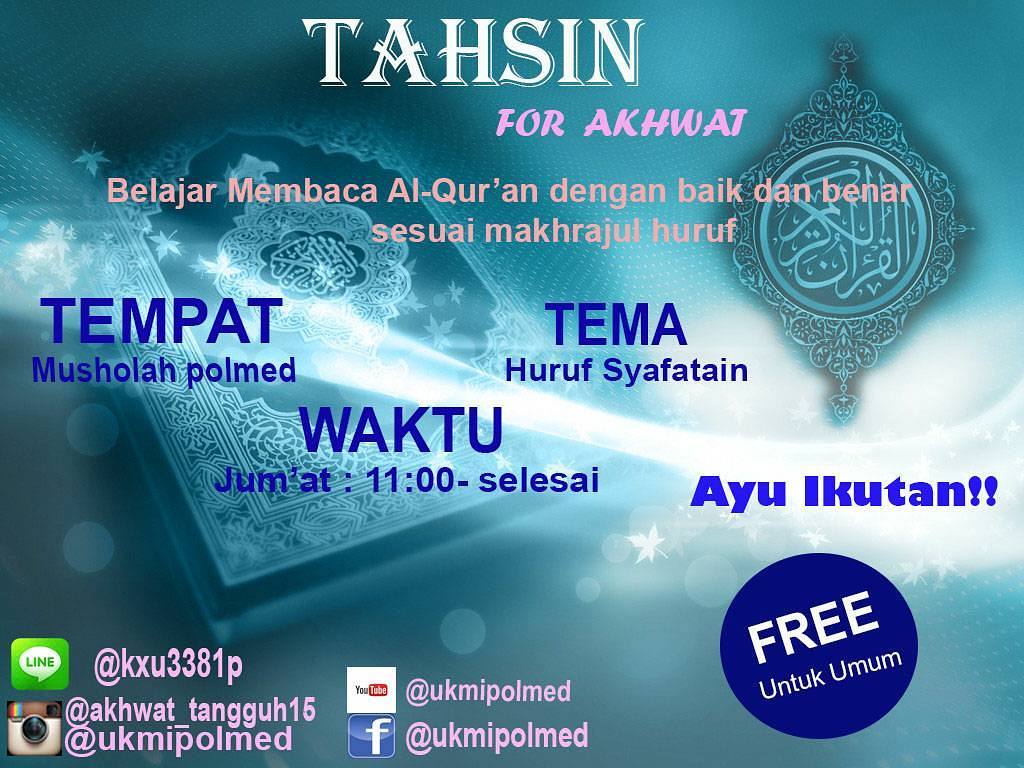 TAHSIN
FOR AKHWAT
Belajar Membaca Al-Qur’an dengan baik dan benar
sesuai makhrajul huruf
TEMPAT
Musholah polmed
TEMA
Huruf Syafatain
WAKTU
Jum’at : 11:00- selesai
Ayu Ikutan!!
FREE
Untuk Umum
LINE
@kxu3381p
@akhwat_tangguh15
@ukmipolmed
YouTube
@ukmipolmed
f
@ukmipolmed